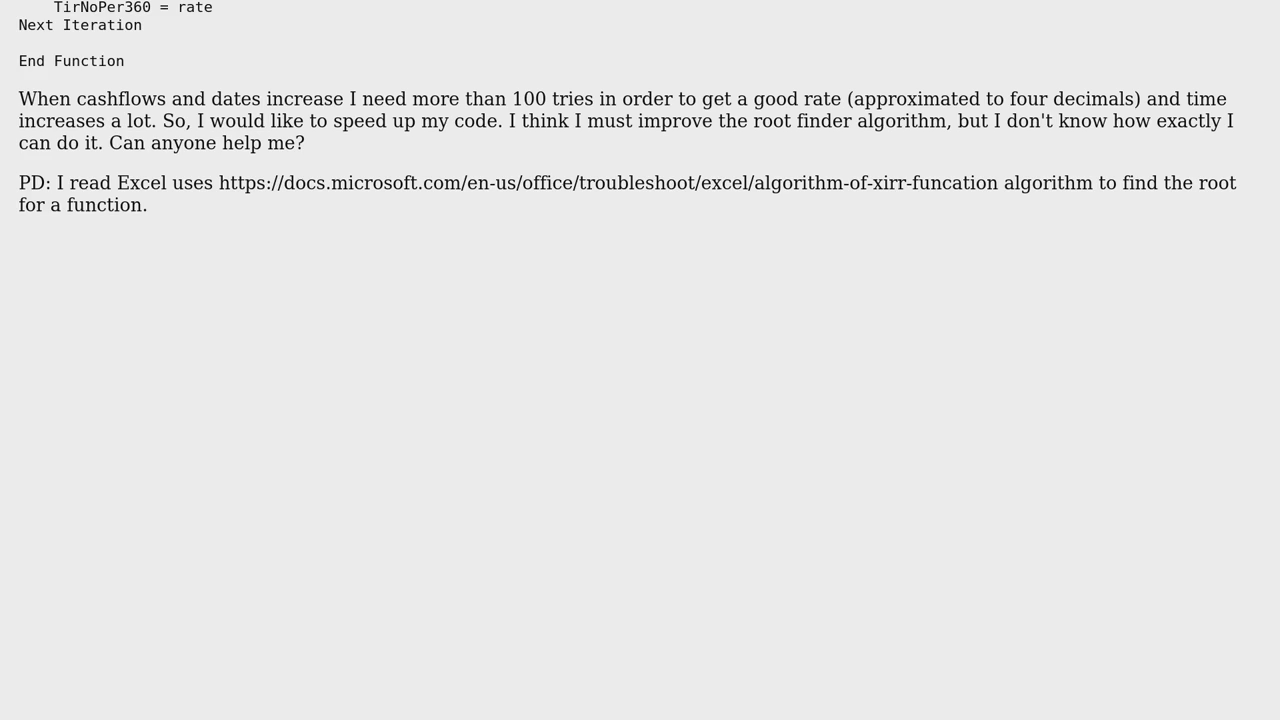 TirNoPer360 = rate
Next Iteration
End Function
When cashflows and dates increase I need more than 100 tries in order to get a good rate (approximated to four decimals) and time
increases a lot. So, I would like to speed up my code. I think I must improve the root finder algorithm, but I don't know how exactly I
can do it. Can anyone help me?
PD: I read Excel uses https://docs.microsoft.com/en-us/office/troubleshoot/excel/algorithm-of-xirr-funcation algorithm to find the root
for a function.